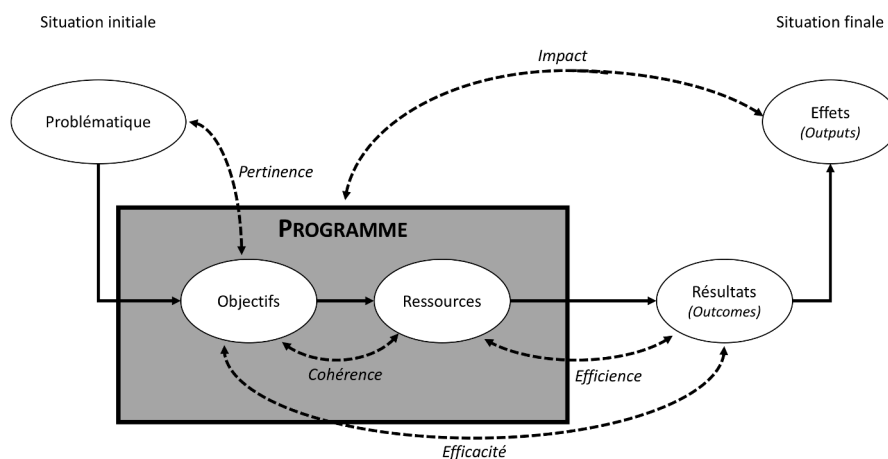 Situation initiale
Situation finale
Impact
Problématique
Effets
(Outputs)
Pertinence
PROGRAMME
Objectifs
Ressources
Résultats
(Outcomes)
Cohérence
Efficience
Efficacité